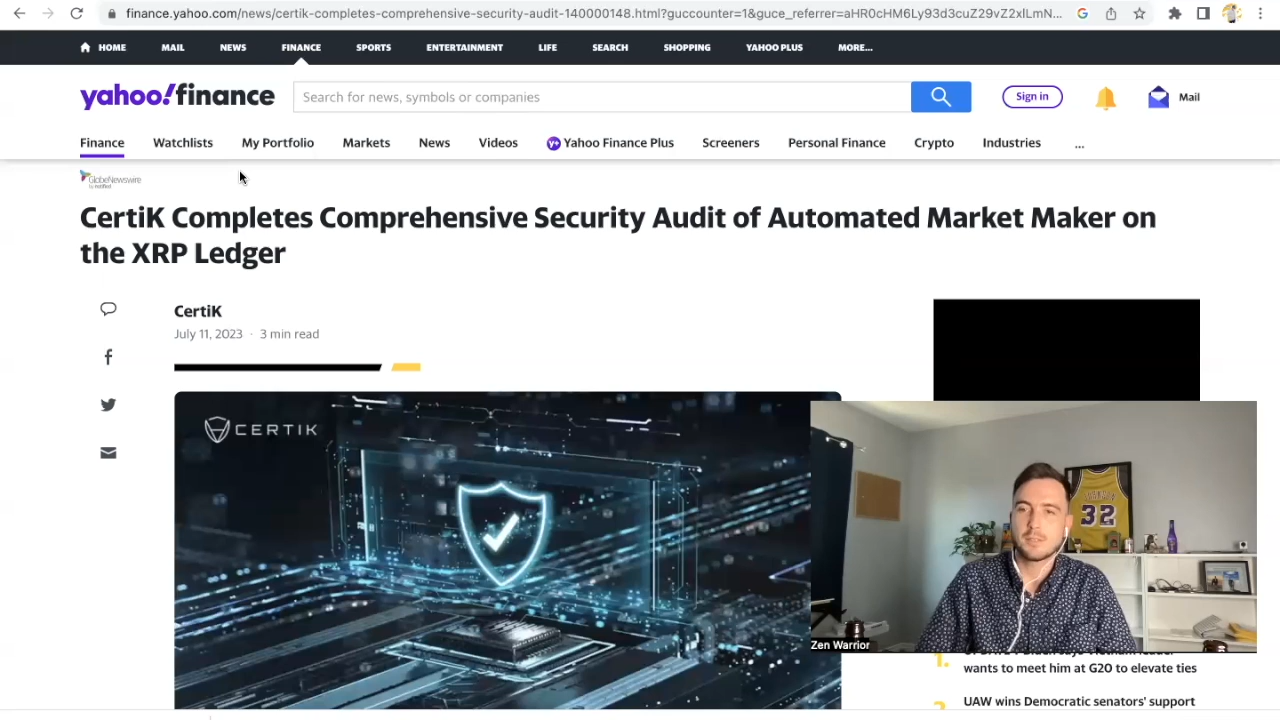 finance.yahoo.com/news/certik-completes-comprehensive-security-audit-140000148.html?guccounter=1&guce_referrer=aHR0cHM6Ly93d3cuZ29vZ2xlLmN...
HOME MAIL NEWS FINANCE SPORTS ENTERTAINMENT LIFE SEARCH SHOPPING YAHOO PLUS MORE...
yahoo!finance Search for news, symbols or companies Sign in Mail
Finance Watchlists My Portfolio Markets News Videos Yahoo Finance Plus Screeners Personal Finance Crypto Industries ...
GlobeNewswire
by notified
CertiK Completes Comprehensive Security Audit of Automated Market Maker on
the XRP Ledger
CertiK
July 11, 2023 · 3 min read
CERTIK
32
Zen Warrior
1.
wants to meet him at G20 to elevate ties
UAW wins Democratic senators' support